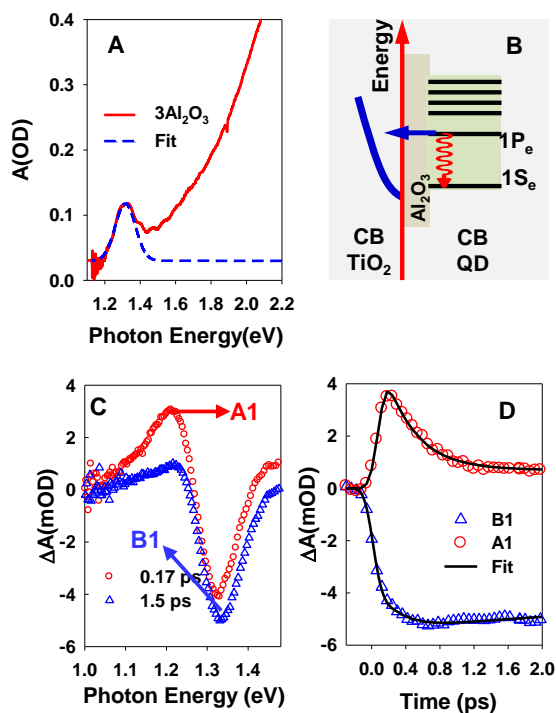 A
A(OD)
0.4
0.3
0.2
0.1
0.0
3Al₂O₃
Fit
1.2 1.4 1.6 1.8 2.0 2.2
Photon Energy(eV)
B
Energy
Al₂O₃
1Pₑ
1Sₑ
CB CB
TiO₂ QD
C
ΔA(mOD)
4
2
0
-2
-4
-6
A1
B1
0.17 ps
1.5 ps
1.0 1.1 1.2 1.3 1.4
Photon Energy (eV)
D
ΔA(mOD)
4
2
0
-2
-4
-6
B1
A1
Fit
0.0 0.4 0.8 1.2 1.6 2.0
Time (ps)